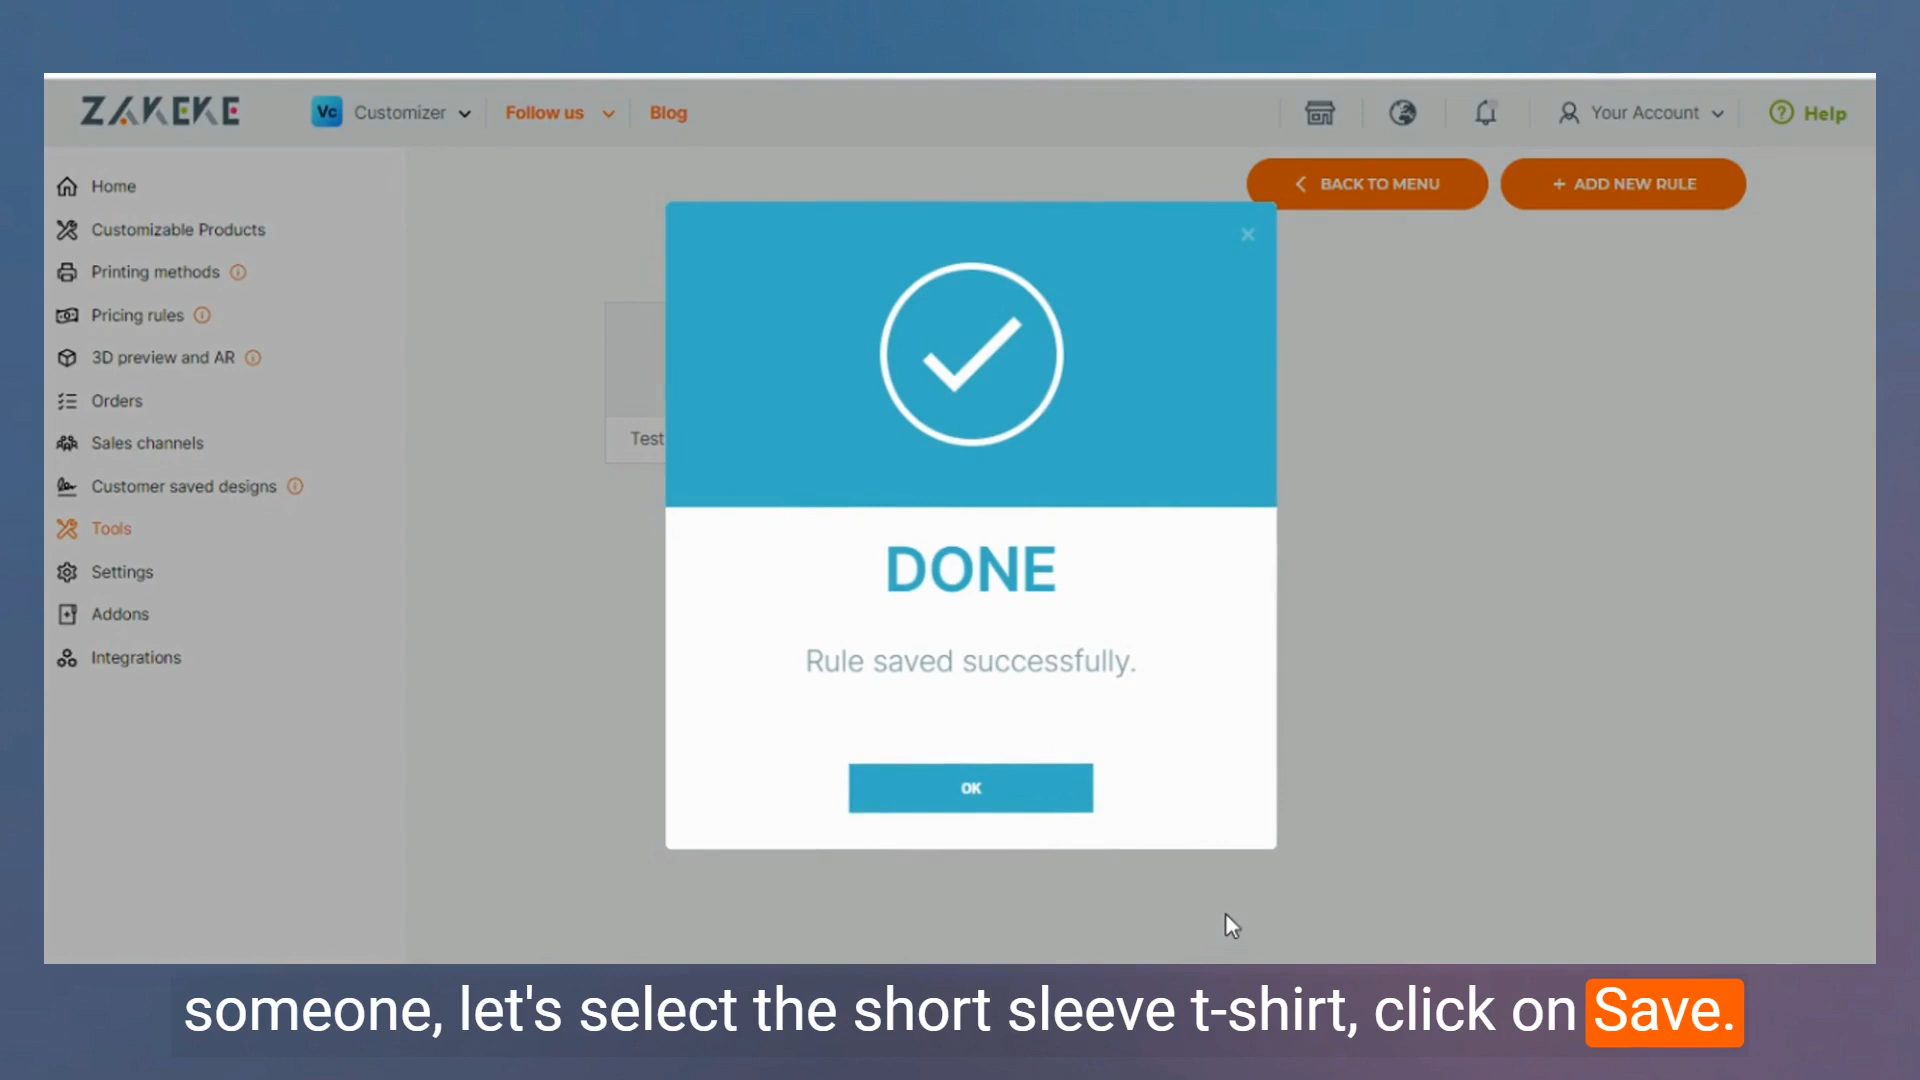 ZAKEKE
Vc Customizer
Follow us
Blog
Your Account
Help
Home
Customizable Products
Printing methods
Pricing rules
3D preview and AR
Orders
Sales channels
Customer saved designs
Tools
Settings
Addons
Integrations
BACK TO MENU
+ ADD NEW RULE
Test
DONE
Rule saved successfully.
OK
someone, let's select the short sleeve t-shirt, click on Save.